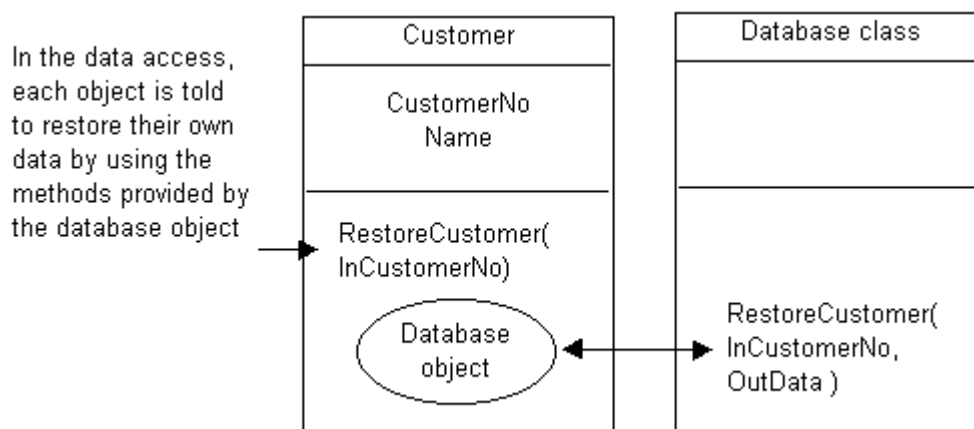 In the data access,
each object is told
to restore their own
data by using the
methods provided by
the database object
Customer
CustomerNo
Name
RestoreCustomer(
InCustomerNo)
Database
object
Database class
RestoreCustomer(
InCustomerNo,
OutData )